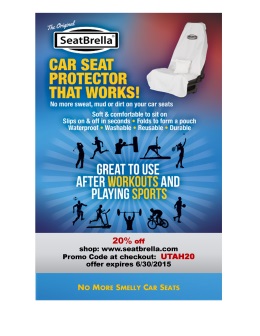 The Original
SeatBrella
CAR SEAT
PROTECTOR
THAT WORKS!
No more sweat, mud or dirt on your car seats
Soft & comfortable to sit on
Slips on & off in seconds • Folds to form a pouch
Waterproof • Washable • Reusable • Durable
GREAT TO USE
AFTER WORKOUTS AND
PLAYING SPORTS
20% off
shop: www.seatbrella.com
Promo Code at checkout: UTAH20
offer expires 6/30/2015
NO MORE SMELLY CAR SEATS